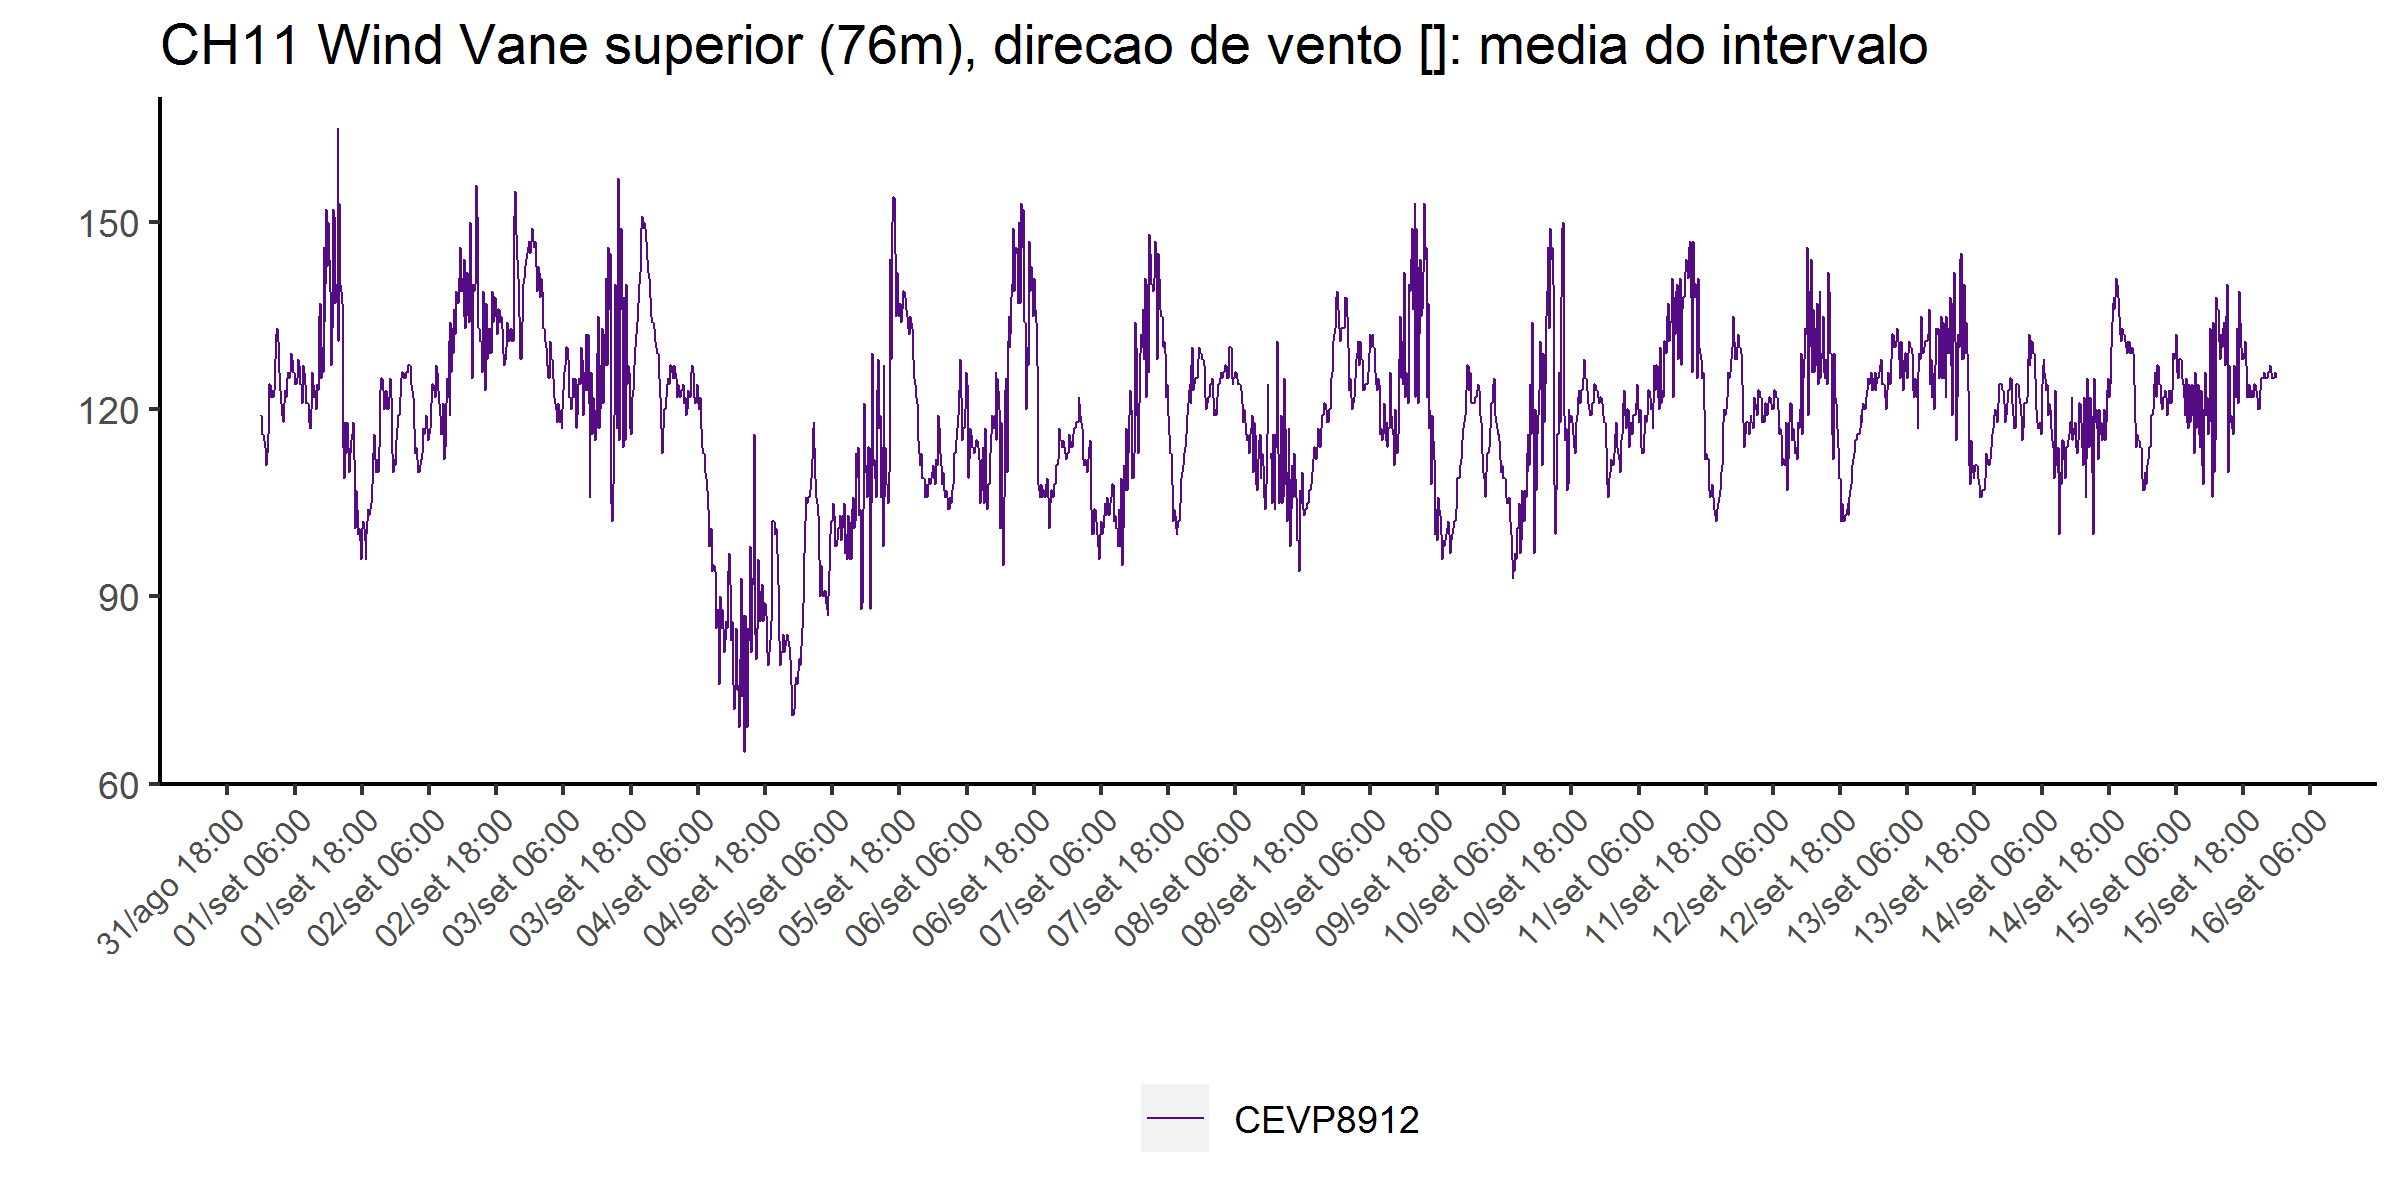 CH11 Wind Vane superior (76m), direcao de vento []: media do intervalo
150
120
90
60
31/ago 18:00
01/set 06:00
01/set 18:00
02/set 06:00
02/set 18:00
03/set 06:00
03/set 18:00
04/set 06:00
04/set 18:00
05/set 06:00
05/set 18:00
06/set 06:00
06/set 18:00
07/set 06:00
07/set 18:00
08/set 06:00
08/set 18:00
09/set 06:00
09/set 18:00
10/set 06:00
10/set 18:00
11/set 06:00
11/set 18:00
12/set 06:00
12/set 18:00
13/set 06:00
13/set 18:00
14/set 06:00
14/set 18:00
15/set 06:00
15/set 18:00
16/set 06:00
CEVP8912